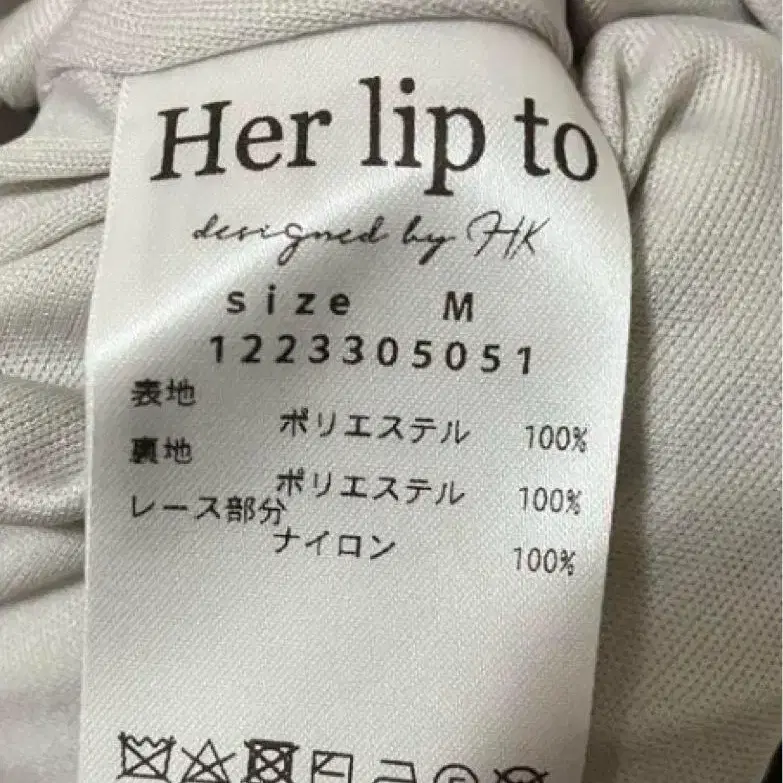 Her lip to
designed by HK
size M
1223305051
表地
ポリエステル 100%
裏地
ポリエステル 100%
レース部分
ナイロン 100%